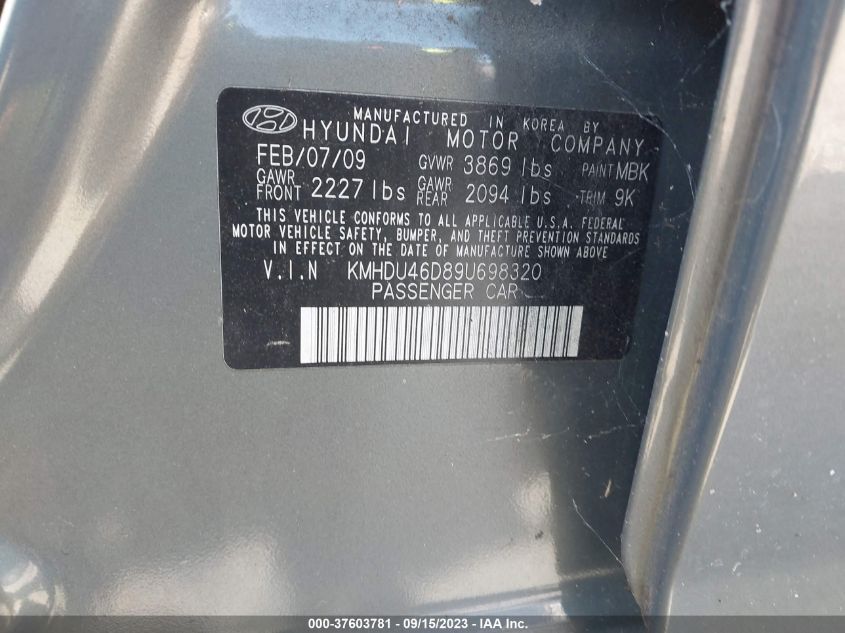 MANUFACTURED IN KOREA BY
HYUNDAI MOTOR COMPANY
FEB/07/09 GVWR 3869 lbs PAINT MBK
GAWR FRONT 2227 lbs GAWR REAR 2094 lbs TRIM 9K
THIS VEHICLE CONFORMS TO ALL APPLICABLE U.S.A. FEDERAL
MOTOR VEHICLE SAFETY, BUMPER, AND THEFT PREVENTION STANDARDS
IN EFFECT ON THE DATE OF MANUFACTURE SHOWN ABOVE
V.I.N KMHDU46D89U698320
PASSENGER CAR
000-37603781 - 09/15/2023 - IAA Inc.